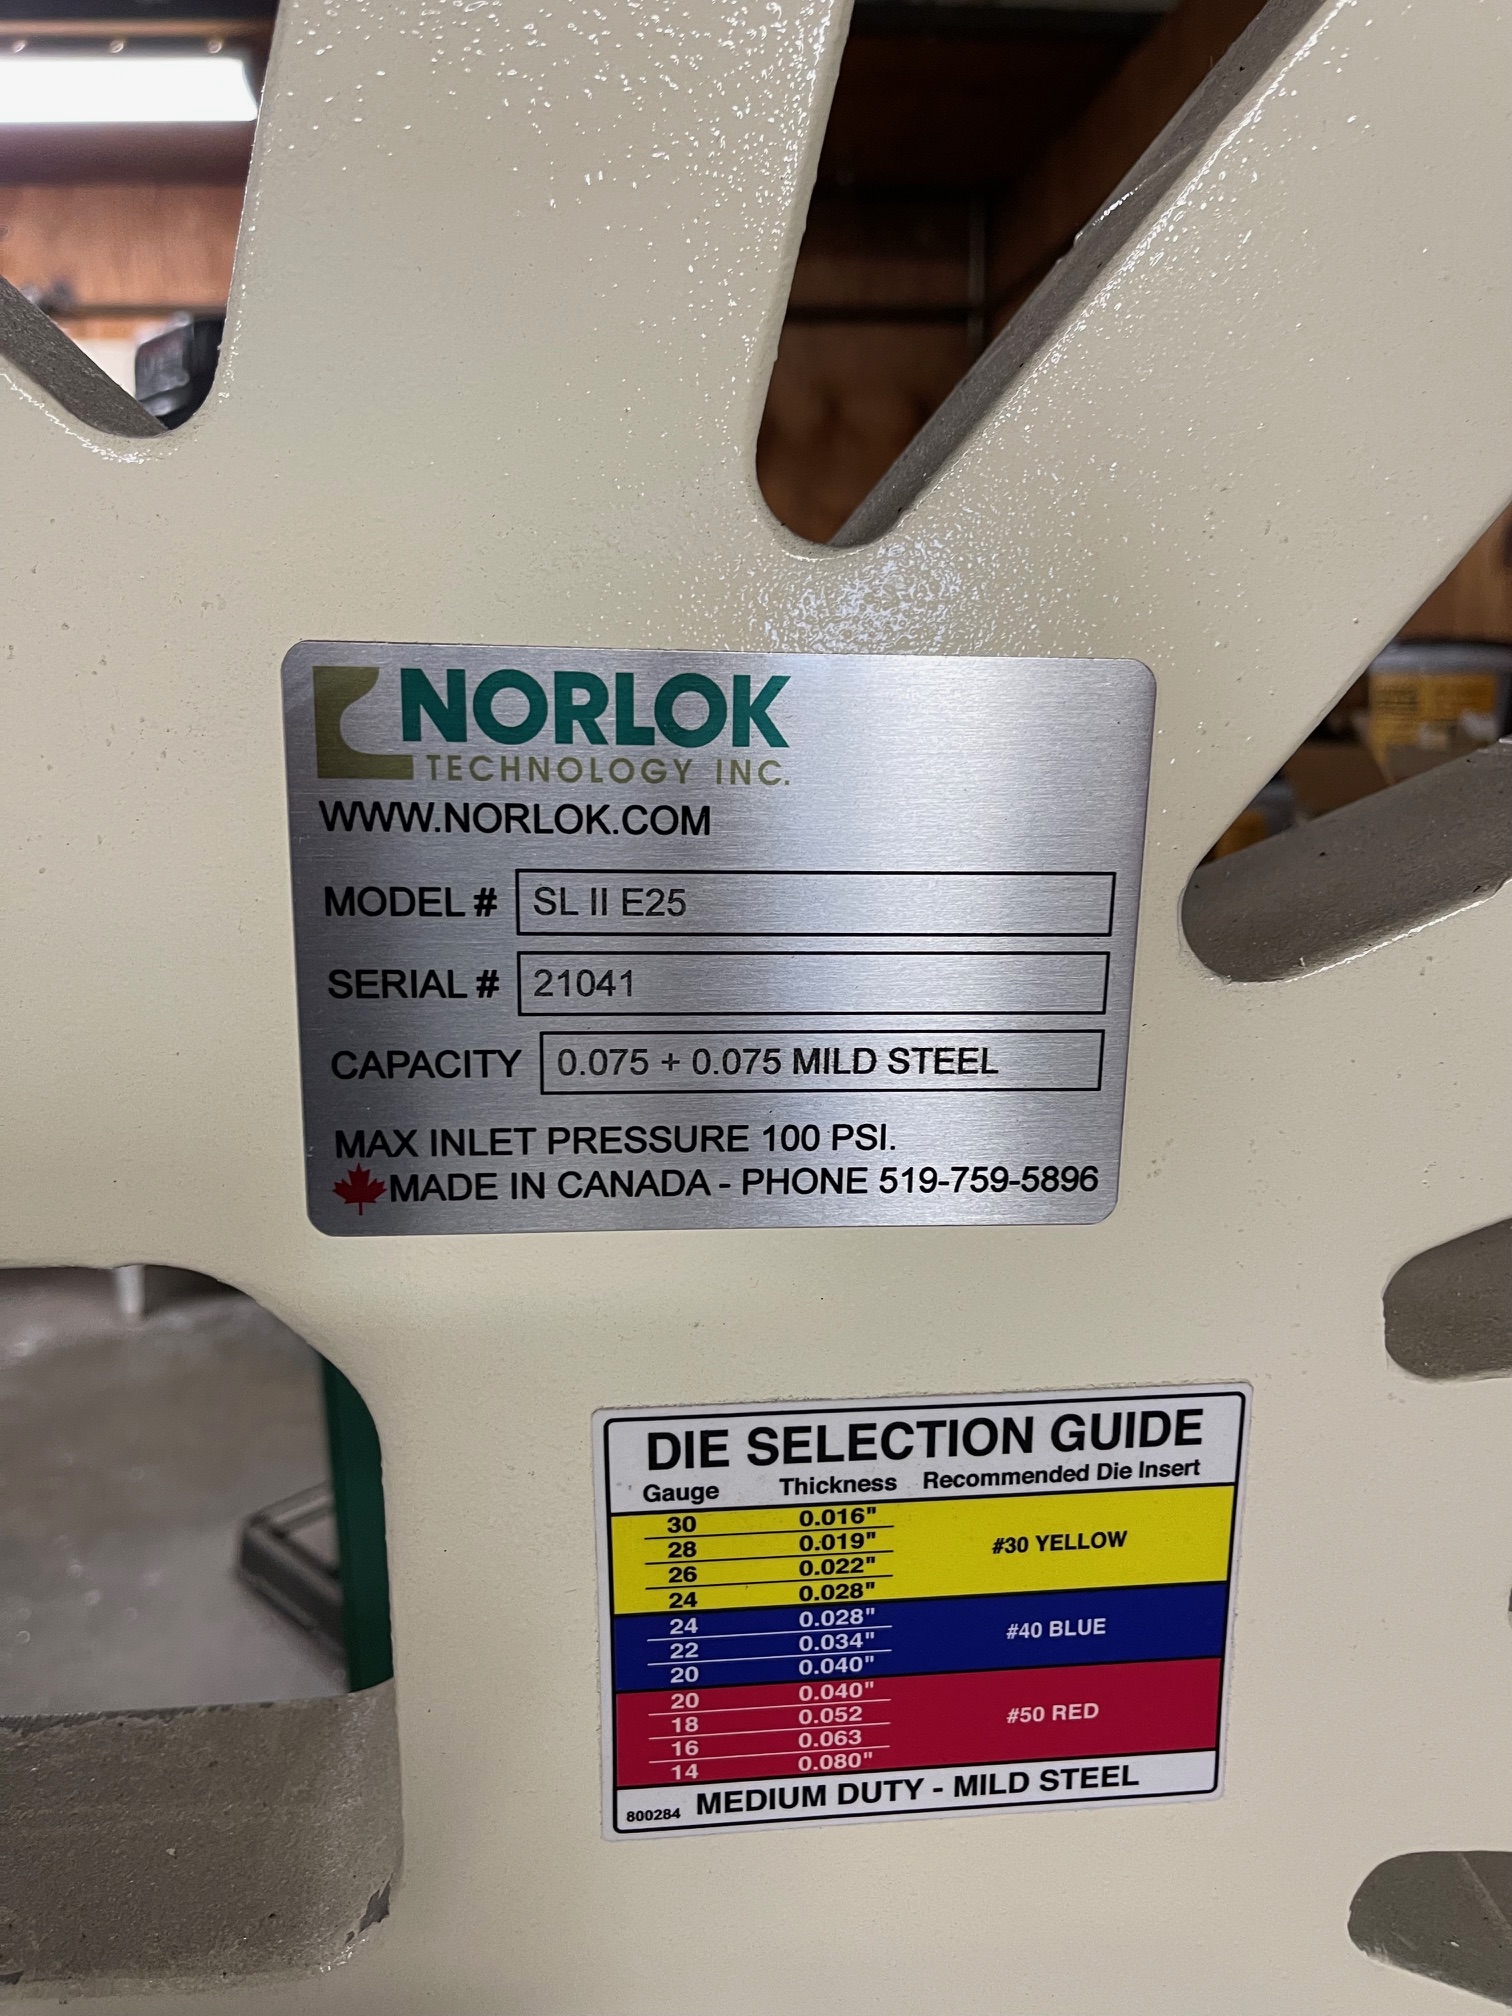 NORLOK
TECHNOLOGY INC.
WWW.NORLOK.COM
MODEL # SL II E25
SERIAL # 21041
CAPACITY 0.075 + 0.075 MILD STEEL
MAX INLET PRESSURE 100 PSI.
MADE IN CANADA - PHONE 519-759-5896
DIE SELECTION GUIDE
Gauge Thickness Recommended Die Insert
30 0.016"
28 0.019" #30 YELLOW
26 0.022"
24 0.028"
24 0.028"
22 0.034" #40 BLUE
20 0.040"
20 0.040"
18 0.052 #50 RED
16 0.063
14 0.080"
800284 MEDIUM DUTY - MILD STEEL